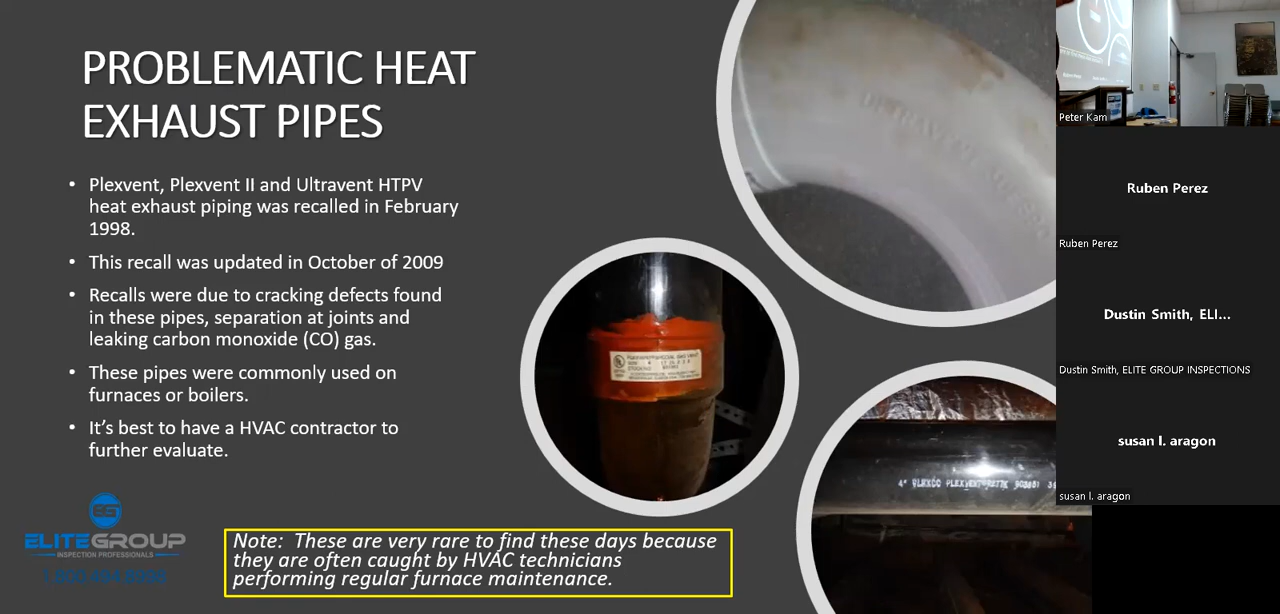 PROBLEMATIC HEAT
EXHAUST PIPES
• Plexvent, Plexvent II and Ultravent HTPV
heat exhaust piping was recalled in February
1998.
• This recall was updated in October of 2009
• Recalls were due to cracking defects found
in these pipes, separation at joints and
leaking carbon monoxide (CO) gas.
• These pipes were commonly used on
furnaces or boilers.
• It's best to have a HVAC contractor to
further evaluate.
ELITEGROUP
INSPECTION PROFESSIONALS
Note: These are very rare to find these days because
they are often caught by HVAC technicians
performing regular furnace maintenance.
4" PLEXCO PLEXVENT
Peter Kam
Ruben Perez
Ruben Perez
Dustin Smith, ELI...
Dustin Smith, ELITE GROUP INSPECTIONS
susan l. aragon
susan l. aragon